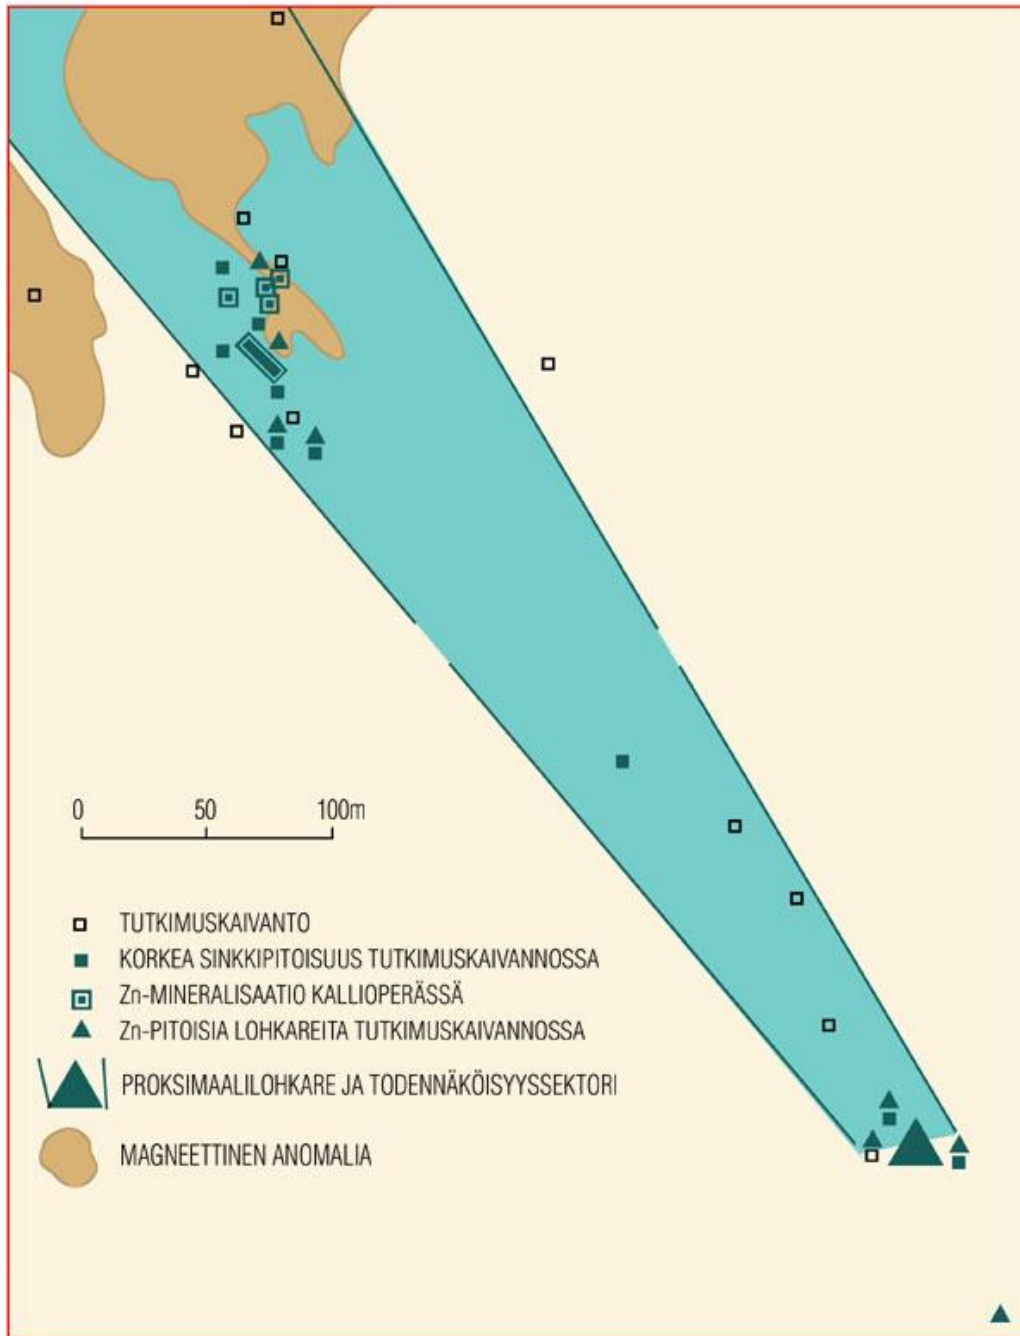 0 50 100m
TUTKIMUSKAIVANTO
KORKEA SINKKIPITOISUUS TUTKIMUSKAIVANNOSSA
Zn-MINERALISAATIO KALLIOPERÄSSÄ
Zn-PITOISIA LOHKAREITA TUTKIMUSKAIVANNOSSA
PROKSIMAALILOHKARE JA TODENNÄKÖISYYSSEKTORI
MAGNEETTINEN ANOMALIA